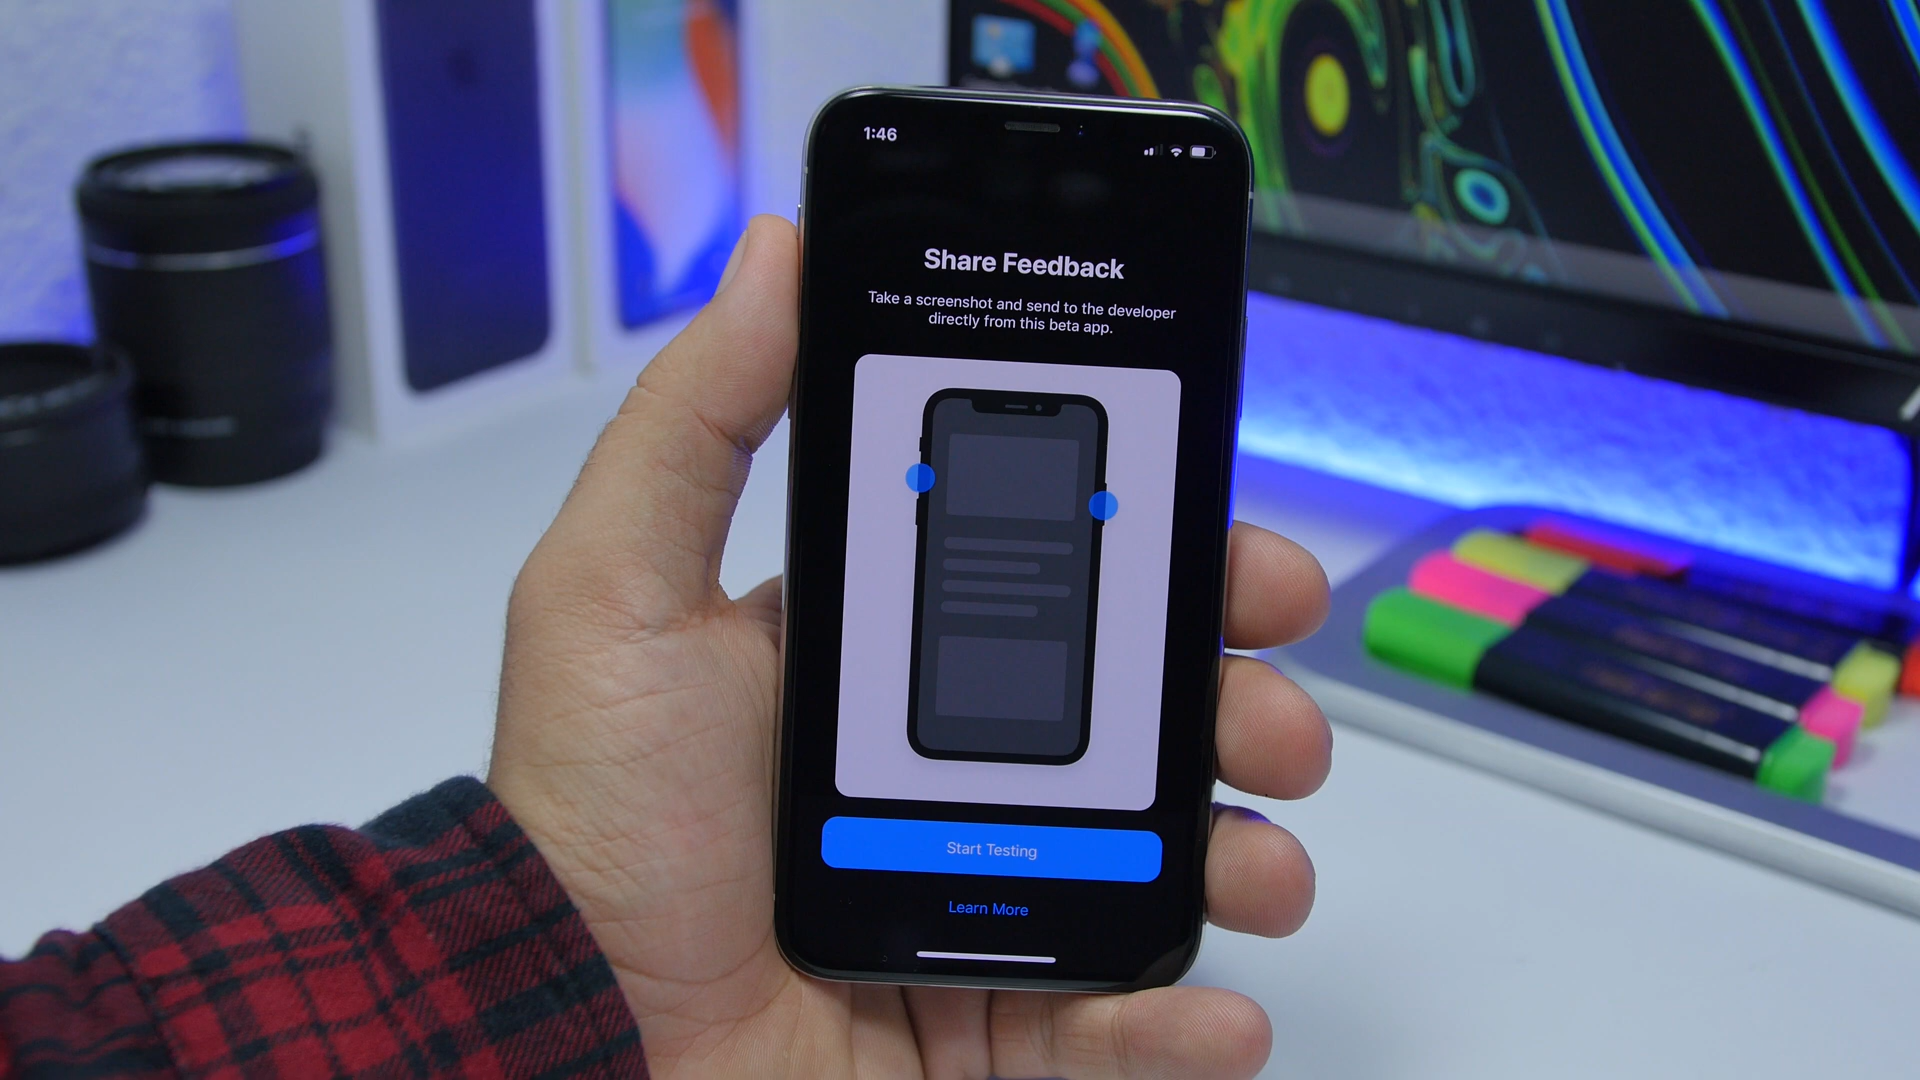 1:46
Share Feedback
Take a screenshot and send to the developer
directly from this beta app.
Start Testing
Learn More